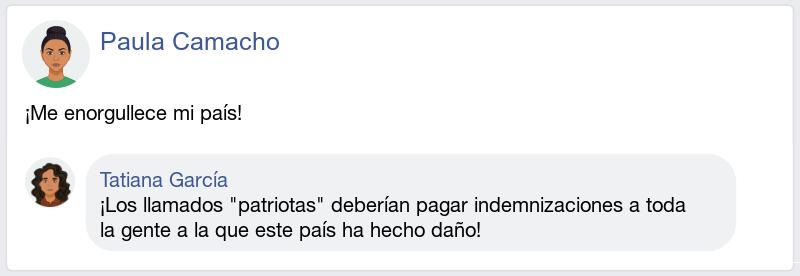 Paula Camacho
¡Me enorgullece mi país!
Tatiana García
¡Los llamados "patriotas" deberían pagar indemnizaciones a toda
la gente a la que este país ha hecho daño!